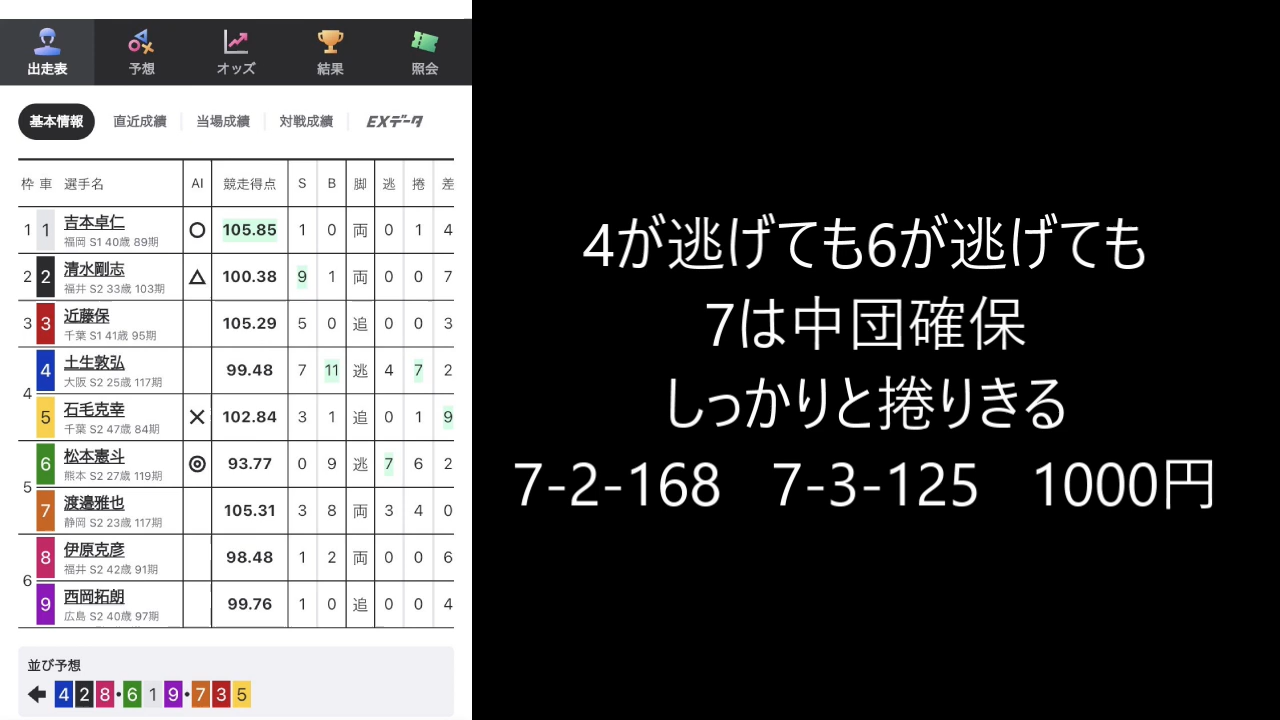 出走表 予想 オッズ 結果 照会
基本情報 直近成績 当場成績 対戦成績 EXデータ
枠 車 選手名 AI 競走得点 S B 脚 逃 捲 差
1 1 吉本卓仁 ○ 105.85 1 0 両 0 1 4
福岡 S1 40歳 89期
2 2 清水剛志 △ 100.38 9 1 両 0 0 7
福井 S2 33歳 103期
3 3 近藤保 105.29 5 0 追 0 0 3
千葉 S1 41歳 95期
4 4 土生敦弘 99.48 7 11 逃 4 7 2
大阪 S2 25歳 117期
5 石毛克幸 × 102.84 3 1 追 0 1 9
千葉 S2 47歳 84期
5 6 松本憲斗 ◎ 93.77 0 9 逃 7 6 2
熊本 S2 27歳 119期
7 渡邉雅也 105.31 3 8 両 3 4 0
静岡 S2 23歳 117期
6 8 伊原克彦 98.48 1 2 両 0 0 6
福井 S2 42歳 91期
9 西岡拓朗 99.76 1 0 追 0 0 4
広島 S2 40歳 97期
並び予想
← 4 2 8 • 6 1 9 • 7 3 5
4が逃げても6が逃げても
7は中団確保
しっかりと捲りきる
7-2-168 7-3-125 1000円